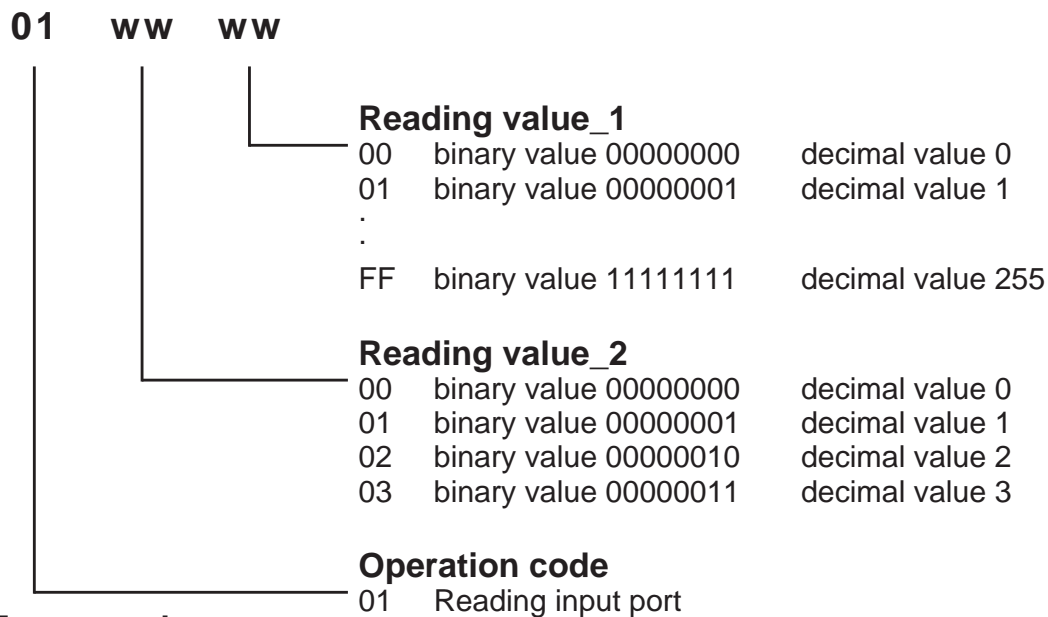 01 ww ww
Reading value_1
00 binary value 00000000 decimal value 0
01 binary value 00000001 decimal value 1
.
.
FF binary value 11111111 decimal value 255
Reading value_2
00 binary value 00000000 decimal value 0
01 binary value 00000001 decimal value 1
02 binary value 00000010 decimal value 2
03 binary value 00000011 decimal value 3
Operation code
01 Reading input port